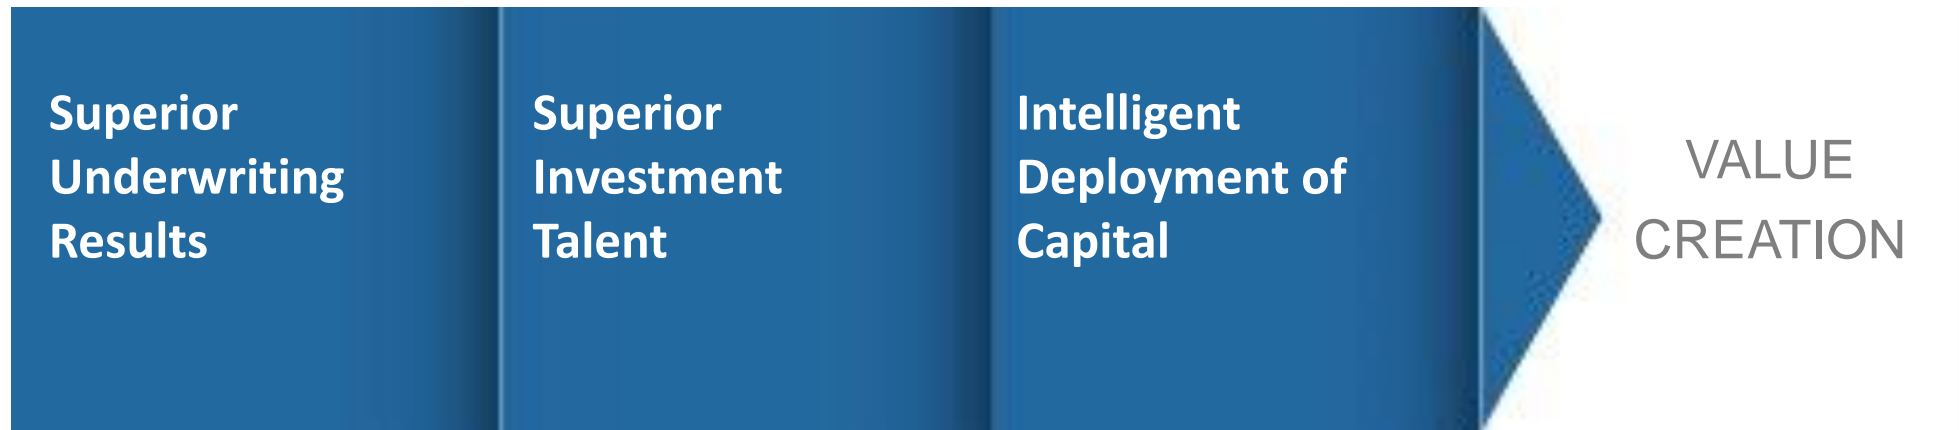 Superior
Underwriting
Results
Superior
Investment
Talent
Intelligent
Deployment of
Capital
VALUE
CREATION